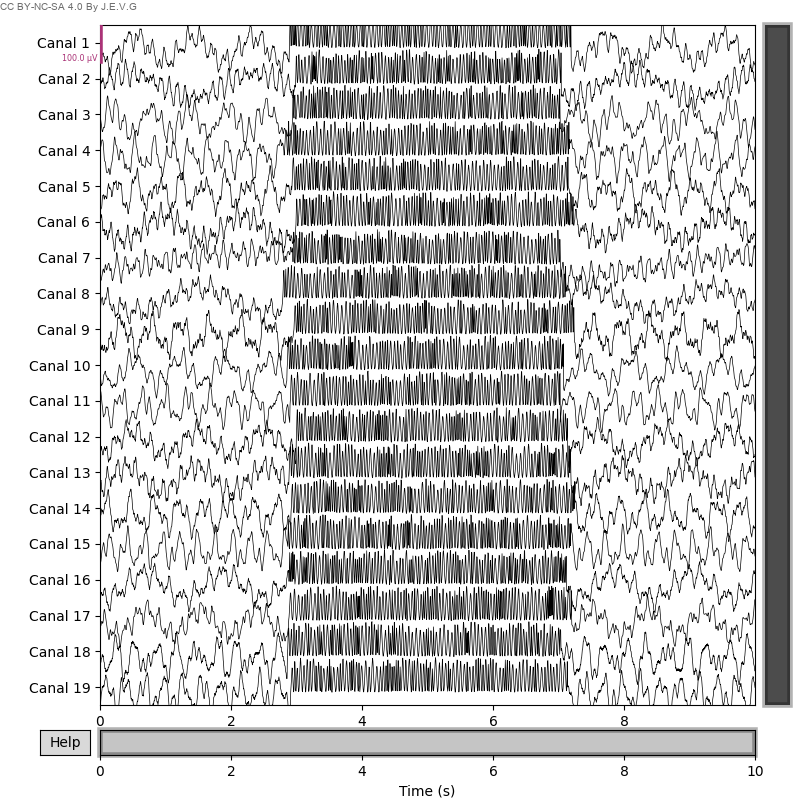 CC BY-NC-SA 4.0 By J.E.V.G
Canal 1
100.0 µV
Canal 2
Canal 3
Canal 4
Canal 5
Canal 6
Canal 7
Canal 8
Canal 9
Canal 10
Canal 11
Canal 12
Canal 13
Canal 14
Canal 15
Canal 16
Canal 17
Canal 18
Canal 19
0 2 4 6 8
Help
0 2 4 6 8 10
Time (s)